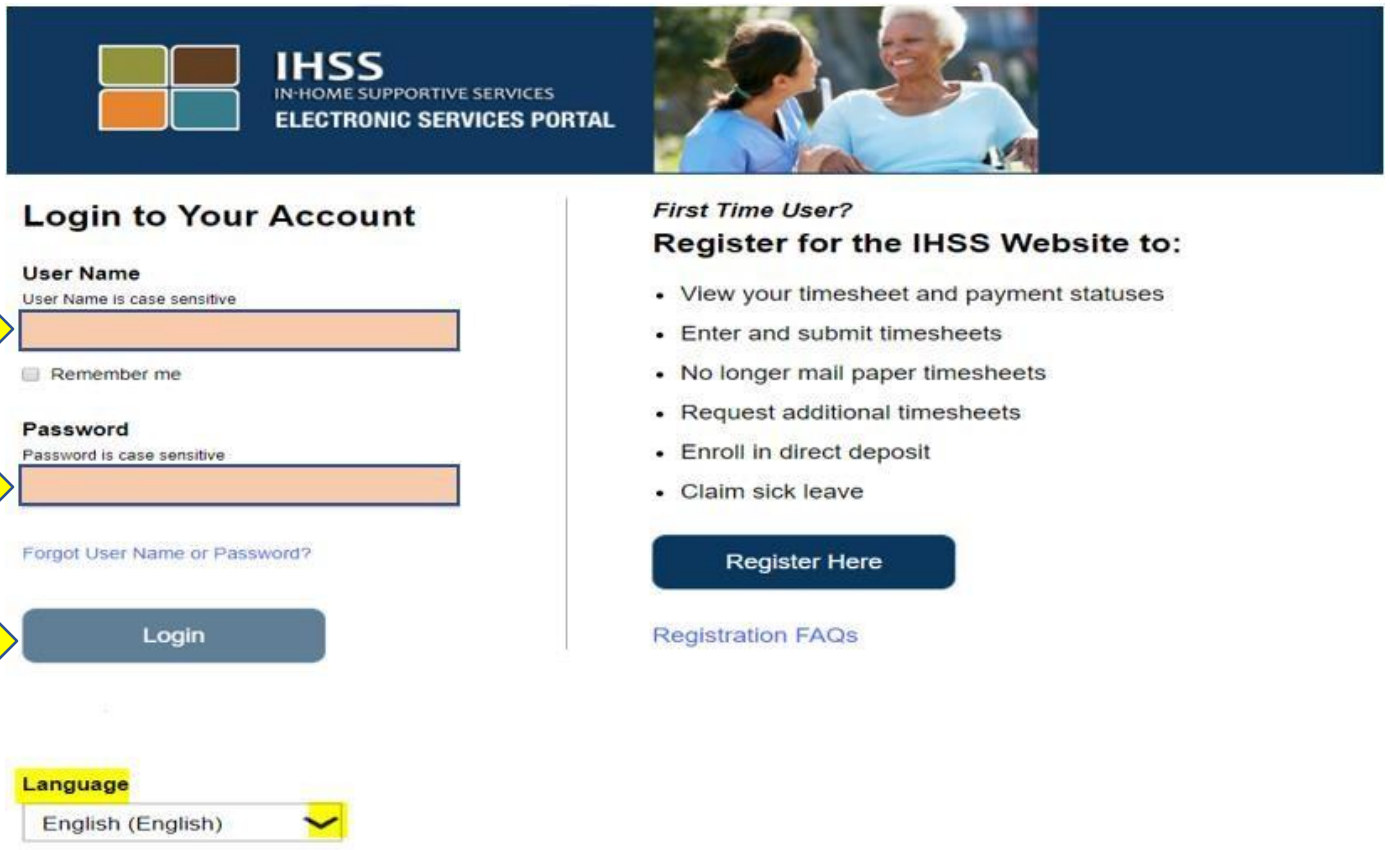 IHSS
IN-HOME SUPPORTIVE SERVICES
ELECTRONIC SERVICES PORTAL
Login to Your Account
User Name
User Name is case sensitive
Remember me
Password
Password is case sensitive
Forgot User Name or Password?
Login
First Time User?
Register for the IHSS Website to:
• View your timesheet and payment statuses
• Enter and submit timesheets
• No longer mail paper timesheets
• Request additional timesheets
• Enroll in direct deposit
• Claim sick leave
Register Here
Registration FAQs
Language
English (English)